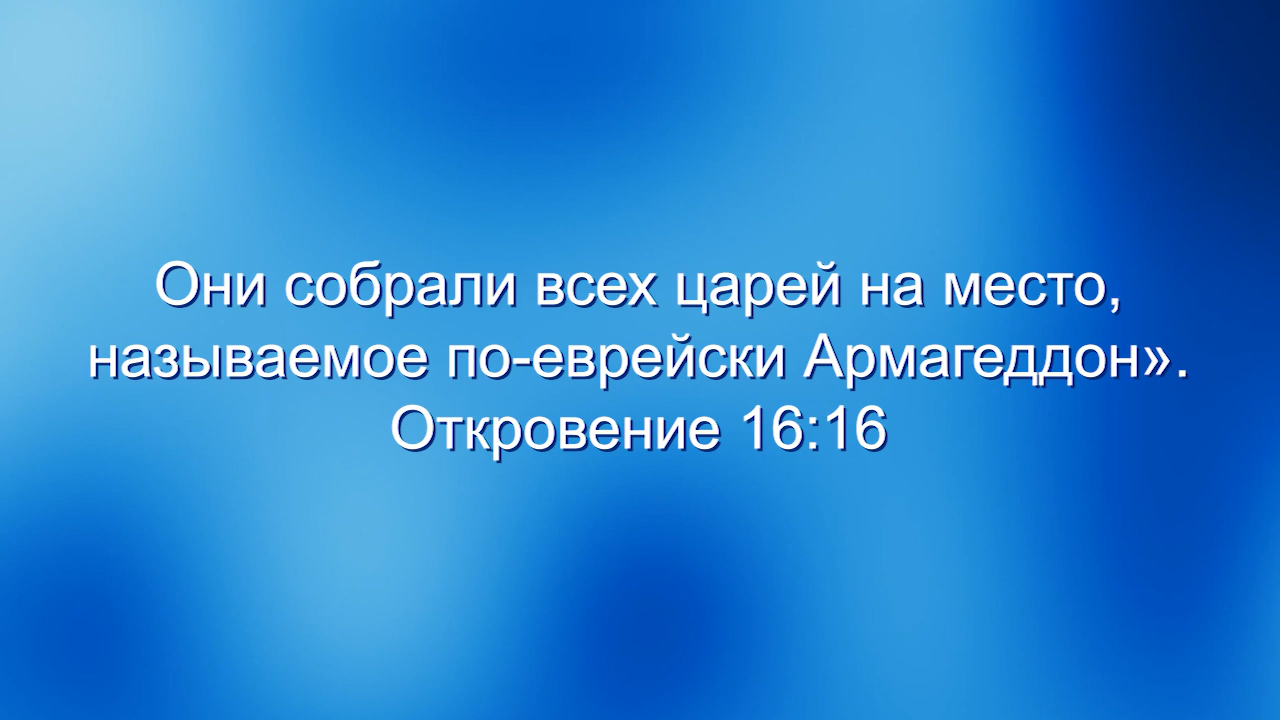 Они собрали всех царей на место,
называемое по-еврейски Армагеддон».
Откровение 16:16